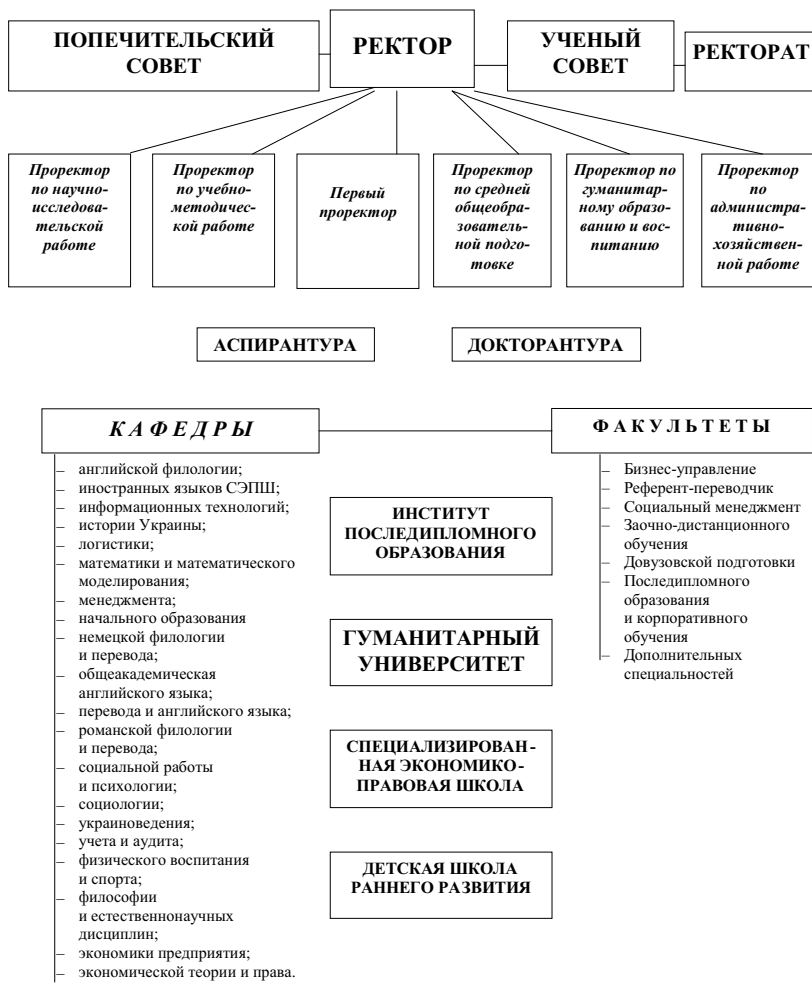 ПОПЕЧИТЕЛЬСКИЙ
СОВЕТ
РЕКТОР
УЧЕНЫЙ
СОВЕТ
РЕКТОРАТ
Проректор
по научно-
исследова-
тельской
работе
Проректор
по учебно-
методичес-
кой работе
Первый
проректор
Проректор
по средней
общеобра-
зователь-
ной подго-
товке
Проректор по
гуманитар-
ному образо-
ванию и вос-
питанию
Проректор
по
администра-
тивно-
хозяйствен-
ной работе
АСПИРАНТУРА
ДОКТОРАНТУРА
КАФЕДРЫ
– английской филологии;
– иностранных языков СЭПШ;
– информационных технологий;
– истории Украины;
– логистики;
– математики и математического
моделирования;
– менеджмента;
– начального образования
– немецкой филологии
и перевода;
– общеакадемическая
английского языка;
– перевода и английского языка;
– романской филологии
и перевода;
– социальной работы
и психологии;
– социологии;
– украиноведения;
– учета и аудита;
– физического воспитания
и спорта;
– философии
и естественнонаучных
дисциплин;
– экономики предприятия;
– экономической теории и права.
ИНСТИТУТ
ПОСЛЕДИПЛОМНОГО
ОБРАЗОВАНИЯ
ГУМАНИТАРНЫЙ
УНИВЕРСИТЕТ
СПЕЦИАЛИЗИРОВАН-
НАЯ ЭКОНОМИКО-
ПРАВОВАЯ ШКОЛА
ДЕТСКАЯ ШКОЛА
РАННЕГО РАЗВИТИЯ
ФАКУЛЬТЕТЫ
– Бизнес-управление
– Референт-переводчик
– Социальный менеджмент
– Заочно-дистанционного
обучения
– Довузовской подготовки
– Последипломного
образования
и корпоративного
обучения
– Дополнительных
специальностей